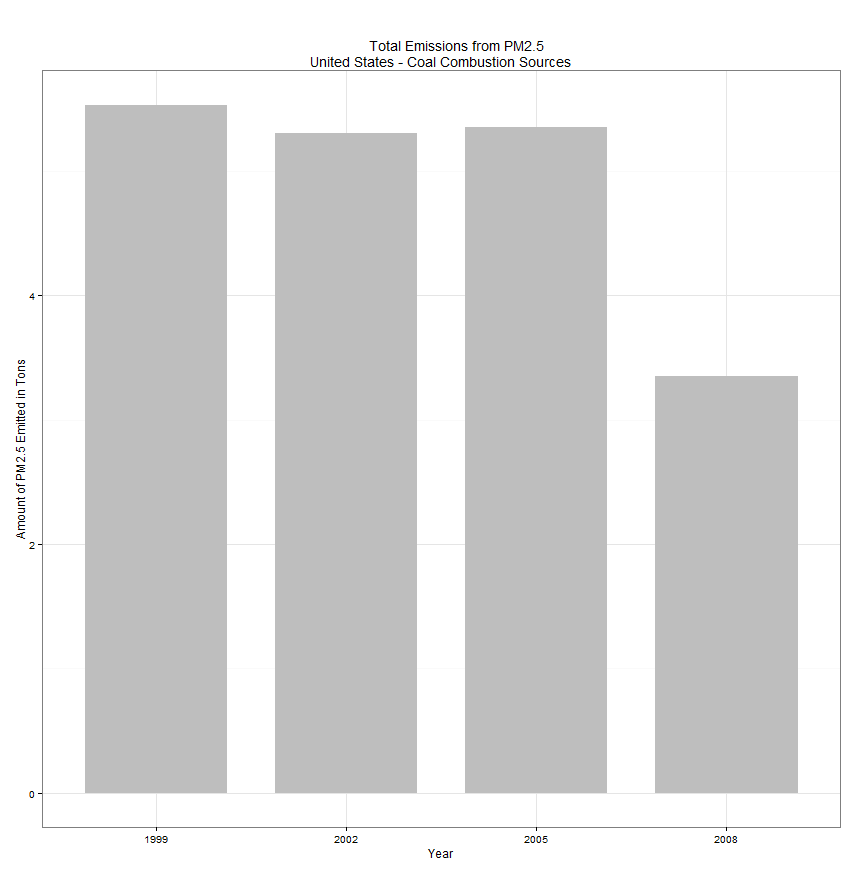 Total Emissions from PM2.5
United States - Coal Combustion Sources
Amount of PM2.5 Emitted in Tons
4
2
0
1999 2002 2005 2008
Year